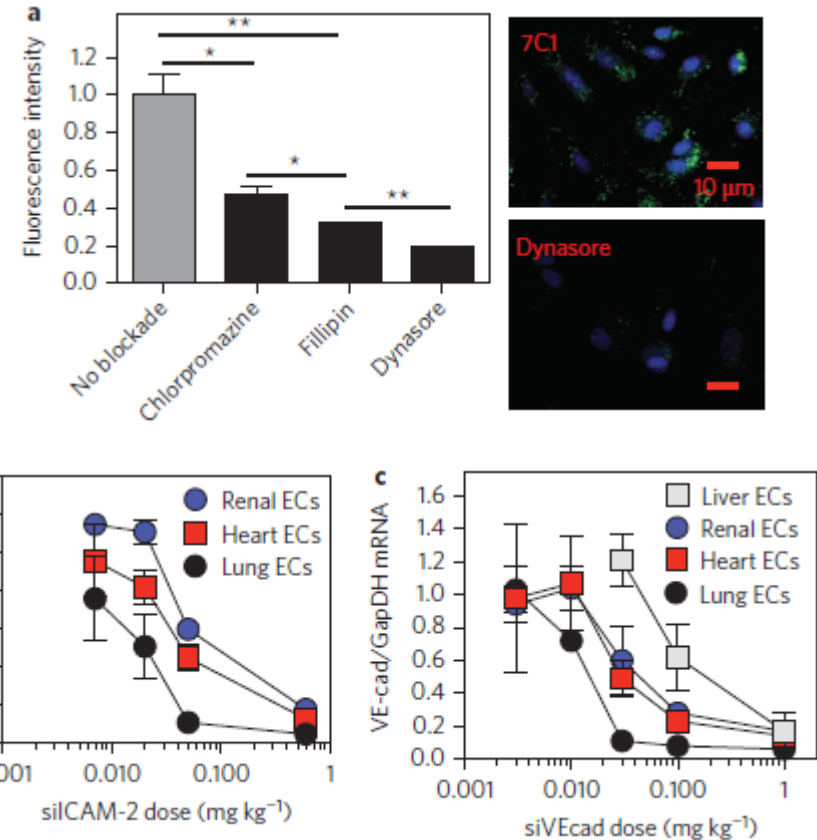 a
**
*
*
**
Fluorescence intensity
1.2
1.0
0.8
0.6
0.4
0.2
0.0
No blockade
Chlorpromazine
Fillipin
Dynasore
7C1
10 µm
Dynasore
Renal ECs
Heart ECs
Lung ECs
001
0.010
0.100
1
siICAM-2 dose (mg kg⁻¹)
c
VE-cad/GapDH mRNA
1.6
1.4
1.2
1.0
0.8
0.6
0.4
0.2
0.0
Liver ECs
Renal ECs
Heart ECs
Lung ECs
0.001
0.010
0.100
1
siVEcad dose (mg kg⁻¹)